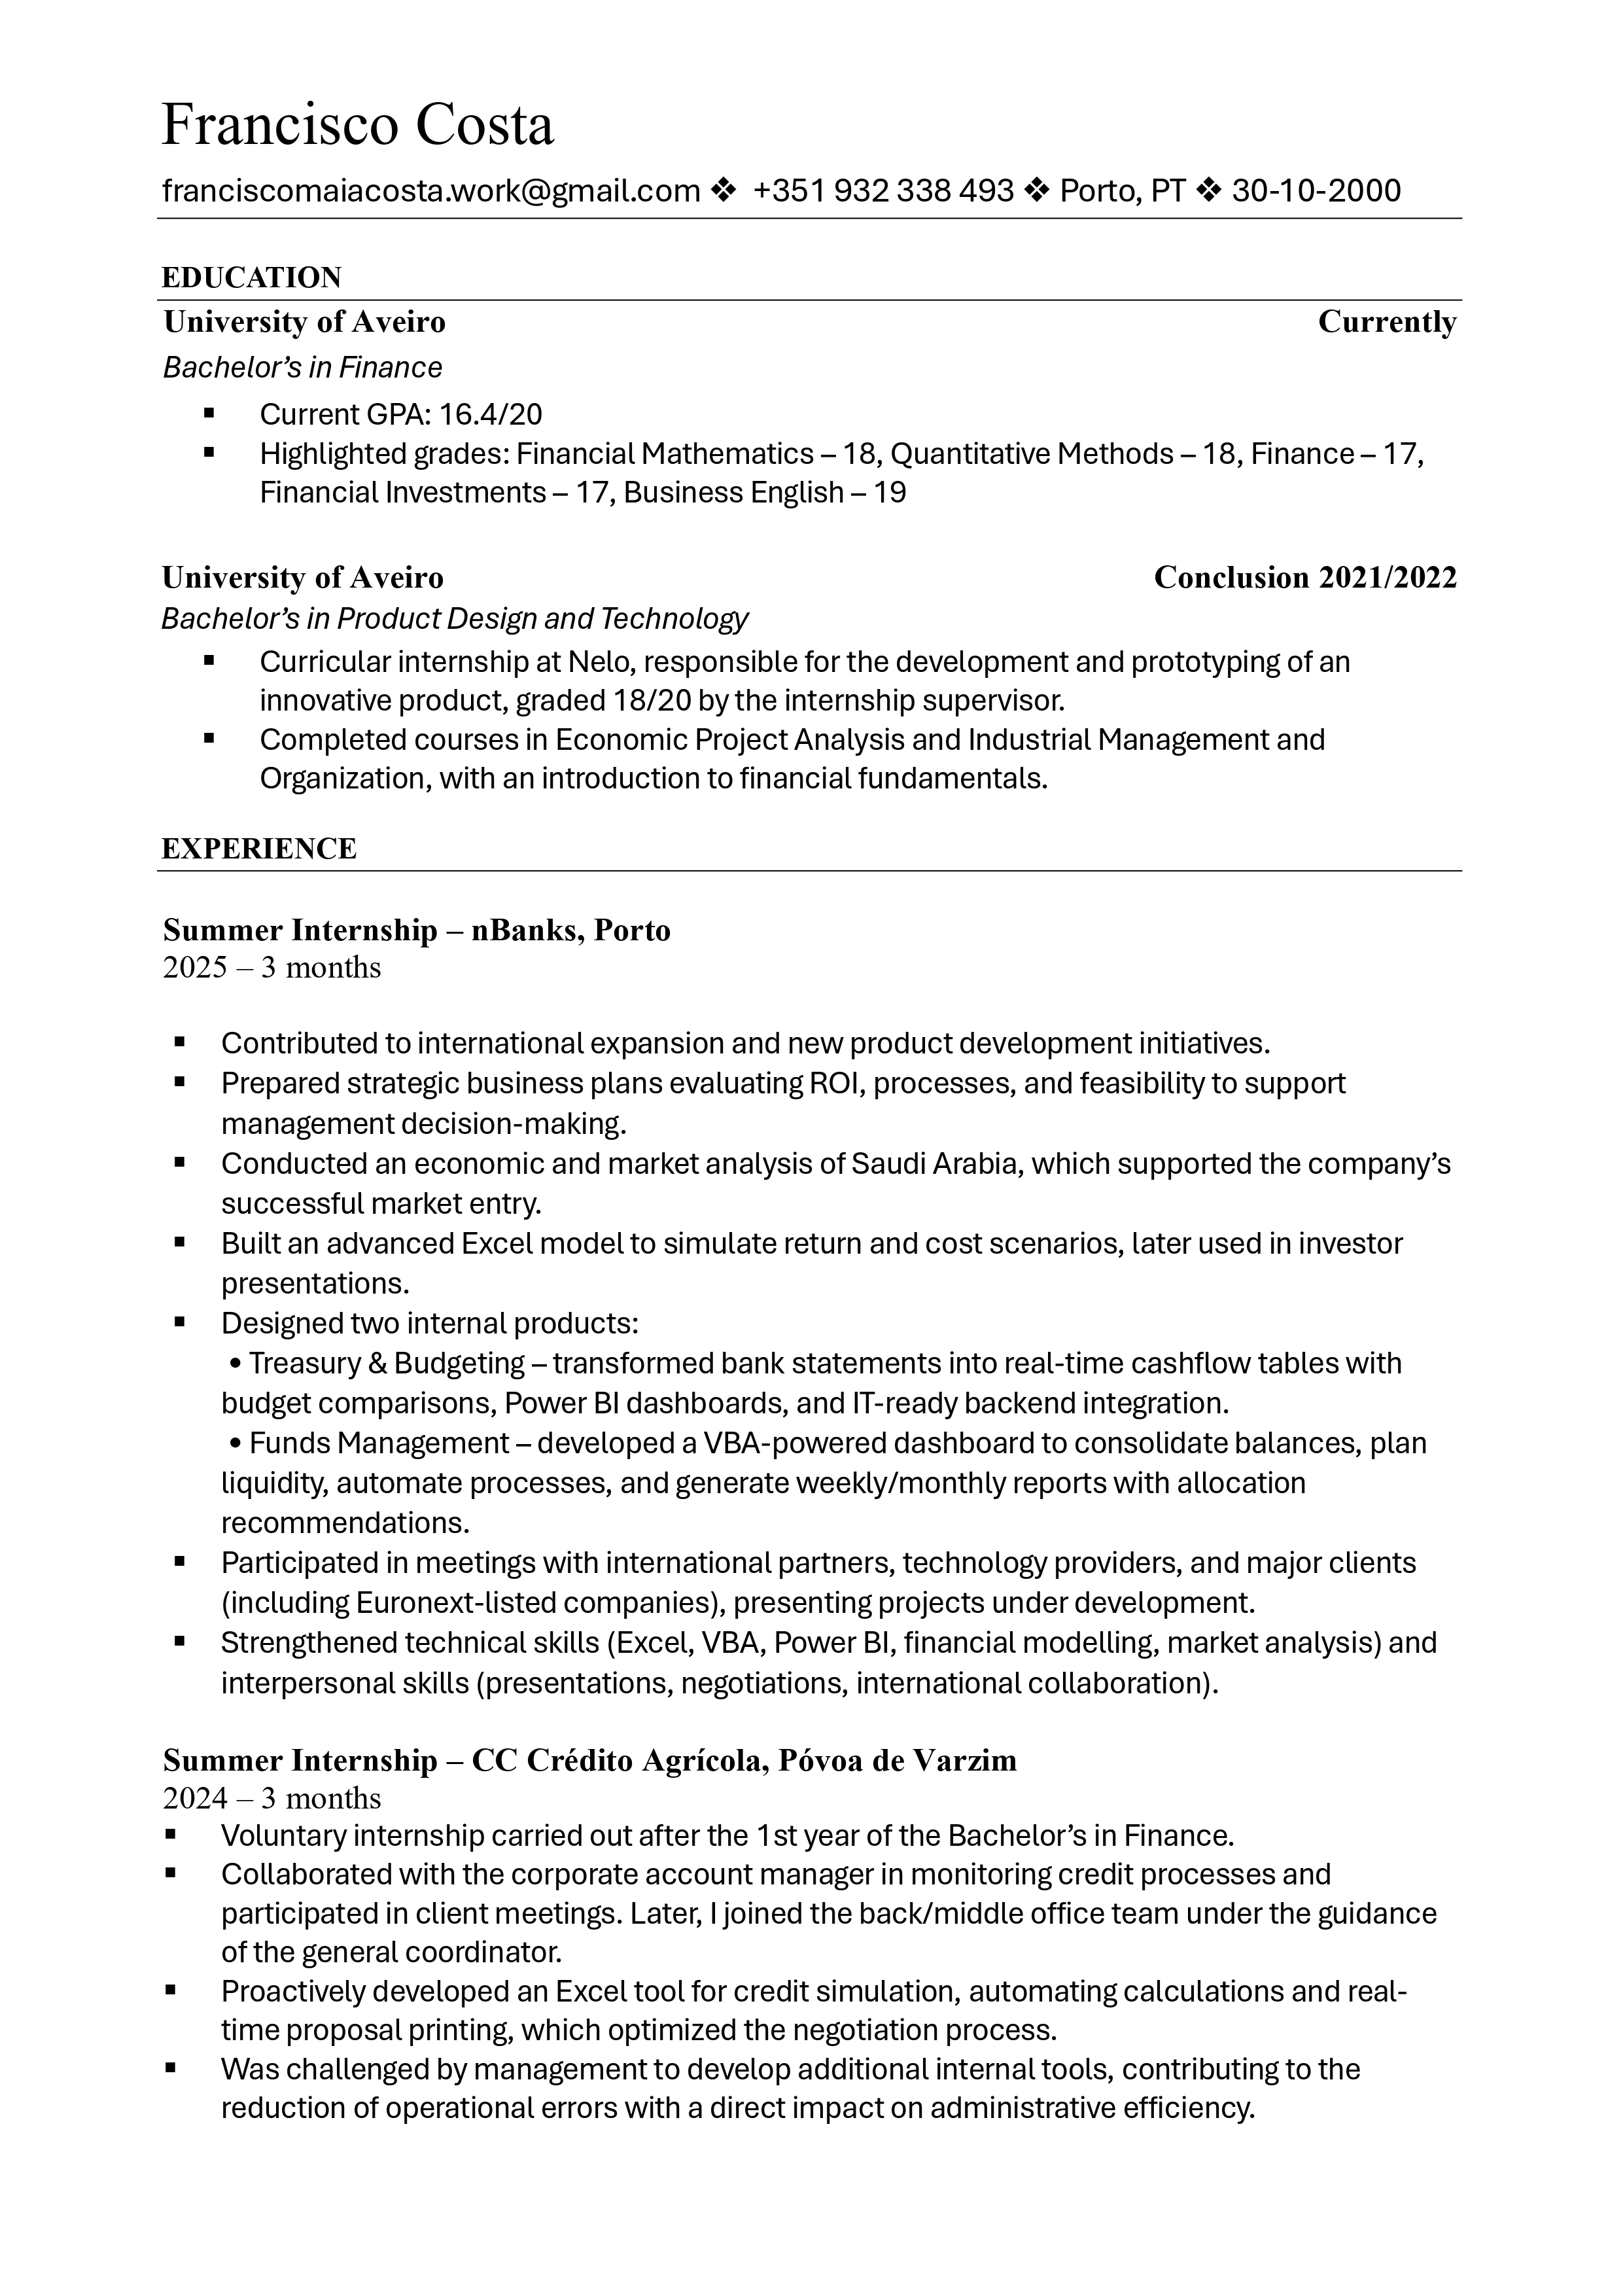 Francisco Costa
franciscomaiacosta.work@gmail.com ❖ +351 932 338 493 ❖ Porto, PT ❖ 30-10-2000
EDUCATION
University of Aveiro Currently
Bachelor’s in Finance
▪ Current GPA: 16.4/20
▪ Highlighted grades: Financial Mathematics – 18, Quantitative Methods – 18, Finance – 17,
Financial Investments – 17, Business English – 19
University of Aveiro Conclusion 2021/2022
Bachelor’s in Product Design and Technology
▪ Curricular internship at Nelo, responsible for the development and prototyping of an
innovative product, graded 18/20 by the internship supervisor.
▪ Completed courses in Economic Project Analysis and Industrial Management and
Organization, with an introduction to financial fundamentals.
EXPERIENCE
Summer Internship – nBanks, Porto
2025 – 3 months
▪ Contributed to international expansion and new product development initiatives.
▪ Prepared strategic business plans evaluating ROI, processes, and feasibility to support
management decision-making.
▪ Conducted an economic and market analysis of Saudi Arabia, which supported the company’s
successful market entry.
▪ Built an advanced Excel model to simulate return and cost scenarios, later used in investor
presentations.
▪ Designed two internal products:
• Treasury & Budgeting – transformed bank statements into real-time cashflow tables with
budget comparisons, Power BI dashboards, and IT-ready backend integration.
• Funds Management – developed a VBA-powered dashboard to consolidate balances, plan
liquidity, automate processes, and generate weekly/monthly reports with allocation
recommendations.
▪ Participated in meetings with international partners, technology providers, and major clients
(including Euronext-listed companies), presenting projects under development.
▪ Strengthened technical skills (Excel, VBA, Power BI, financial modelling, market analysis) and
interpersonal skills (presentations, negotiations, international collaboration).
Summer Internship – CC Crédito Agrícola, Póvoa de Varzim
2024 – 3 months
▪ Voluntary internship carried out after the 1st year of the Bachelor’s in Finance.
▪ Collaborated with the corporate account manager in monitoring credit processes and
participated in client meetings. Later, I joined the back/middle office team under the guidance
of the general coordinator.
▪ Proactively developed an Excel tool for credit simulation, automating calculations and real-
time proposal printing, which optimized the negotiation process.
▪ Was challenged by management to develop additional internal tools, contributing to the
reduction of operational errors with a direct impact on administrative efficiency.